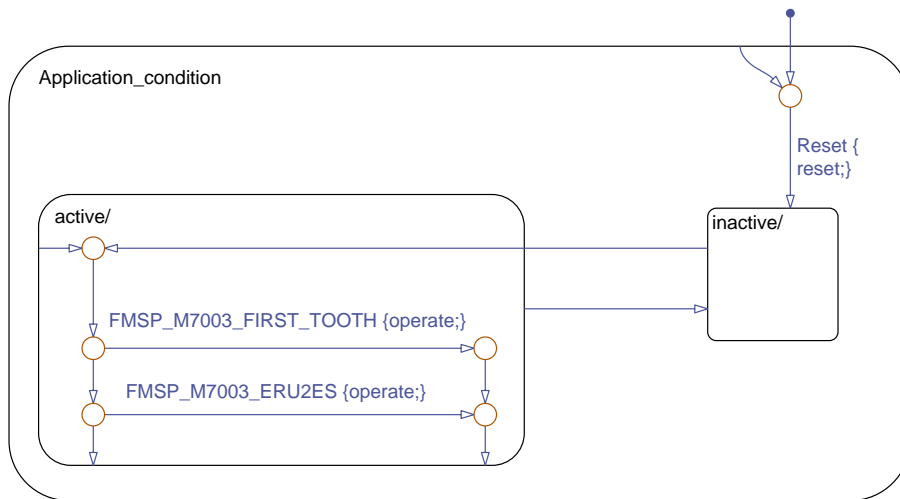 Application_condition
Reset {
reset;}
active/
inactive/
FMSP_M7003_FIRST_TOOTH {operate;}
FMSP_M7003_ERU2ES {operate;}